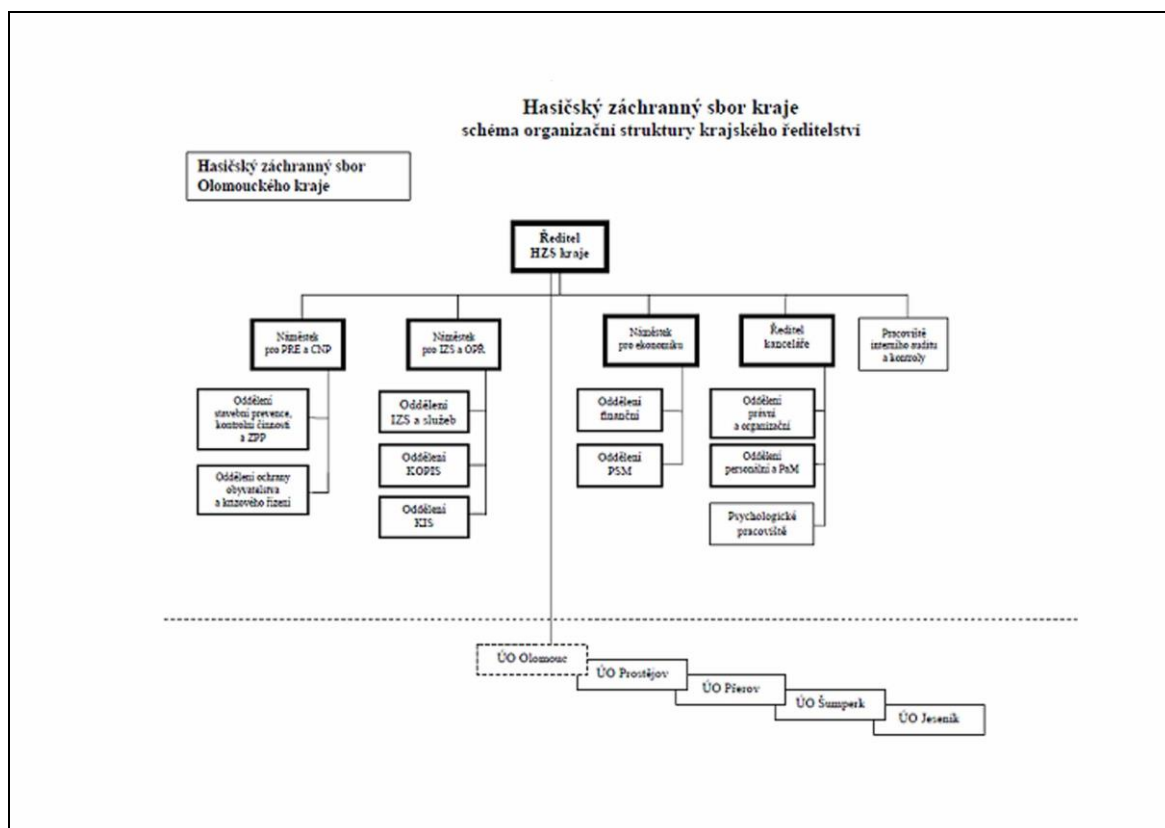 Hasičský záchranný sbor kraje
schéma organizační struktury krajského ředitelství
Hasičský záchranný sbor
Olomouckého kraje
Ředitel
HZS kraje
Náměstek
pro PRE a CNP
Náměstek
pro IZS a OPŘ
Náměstek
pro ekonomiku
Ředitel
kanceláře
Pracoviště
interního auditu
a kontroly
Oddělení
stavební prevence,
kontrolní činnosti
a ZPP
Oddělení ochrany
obyvatelstva
a krizového řízení
Oddělení
IZS a služeb
Oddělení
KOPIS
Oddělení
KIS
Oddělení
finanční
Oddělení
PSM
Oddělení
právní
a organizační
Oddělení
personální a PaM
Psychologické
pracoviště
ÚO Olomouc
ÚO Prostějov
ÚO Přerov
ÚO Šumperk
ÚO Jeseník